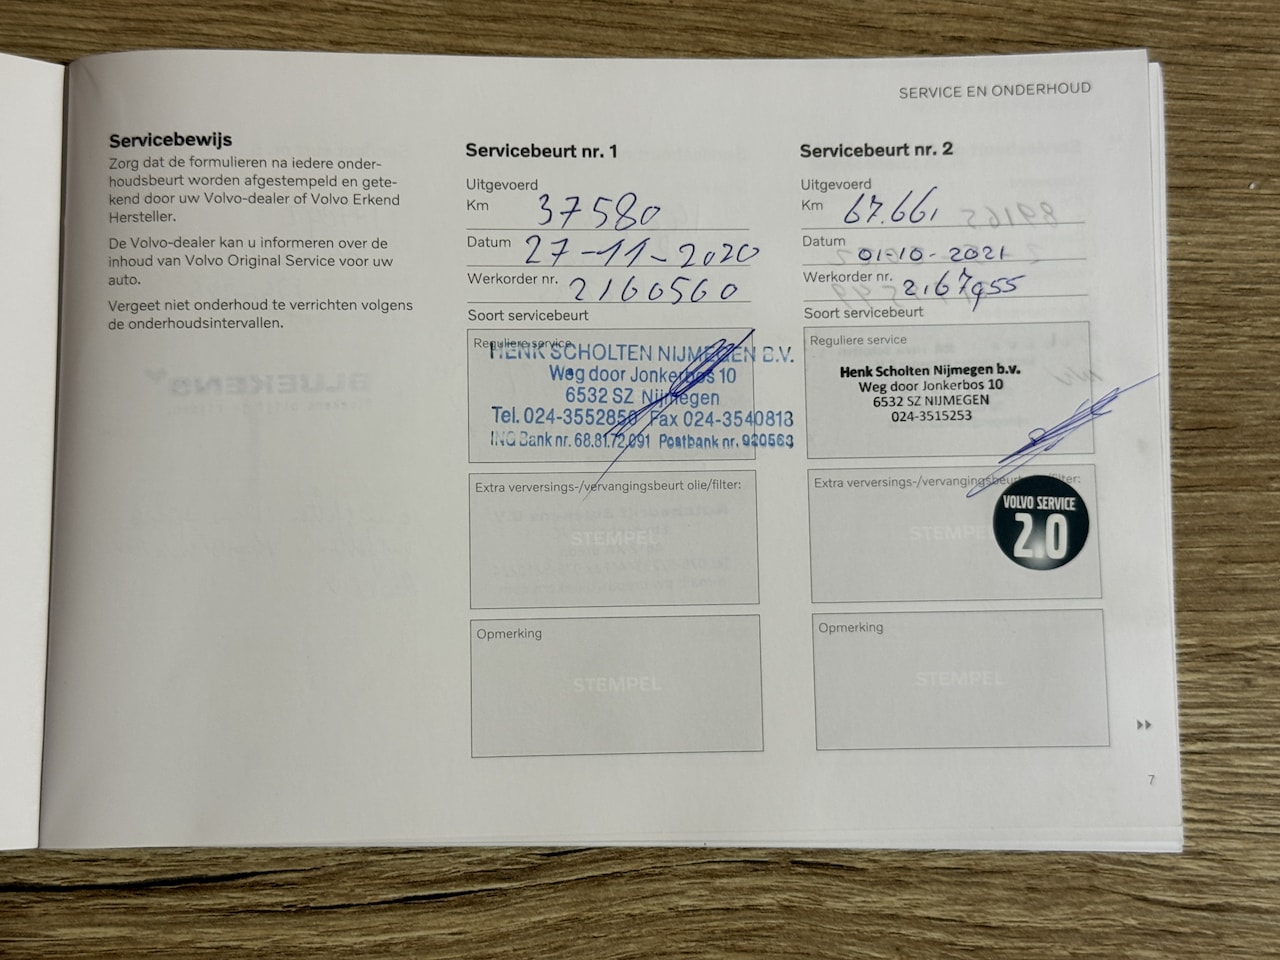 SERVICE EN ONDERHOUD
Servicebewijs
Zorg dat de formulieren na iedere onder-
houdsbeurt worden afgestempeld en gete-
kend door uw Volvo-dealer of Volvo Erkend
Hersteller.
De Volvo-dealer kan u informeren over de
inhoud van Volvo Original Service voor uw
auto.
Vergeet niet onderhoud te verrichten volgens
de onderhoudsintervallen.
Servicebeurt nr. 1
Uitgevoerd
Km 37580
Datum 27-11-2020
Werkorder nr. 2160560
Soort servicebeurt
Reguliere service
HENK SCHOLTEN NIJMEGEN B.V.
Weg door Jonkerbos 10
6532 SZ Nijmegen
Tel. 024-3552850 Fax 024-3540813
ING Bank nr. 68.81.72.091 Postbank nr. 920563
Extra verversings-/vervangingsbeurt olie/filter:
STEMPEL
Opmerking
STEMPEL
Servicebeurt nr. 2
Uitgevoerd
Km 67.661
Datum 01-10-2021
Werkorder nr. 2167955
Soort servicebeurt
Reguliere service
Henk Scholten Nijmegen b.v.
Weg door Jonkerbos 10
6532 SZ NIJMEGEN
024-3515253
Extra verversings-/vervangingsbeurt olie/filter:
STEMPEL
VOLVO SERVICE
2.0
Opmerking
STEMPEL
7